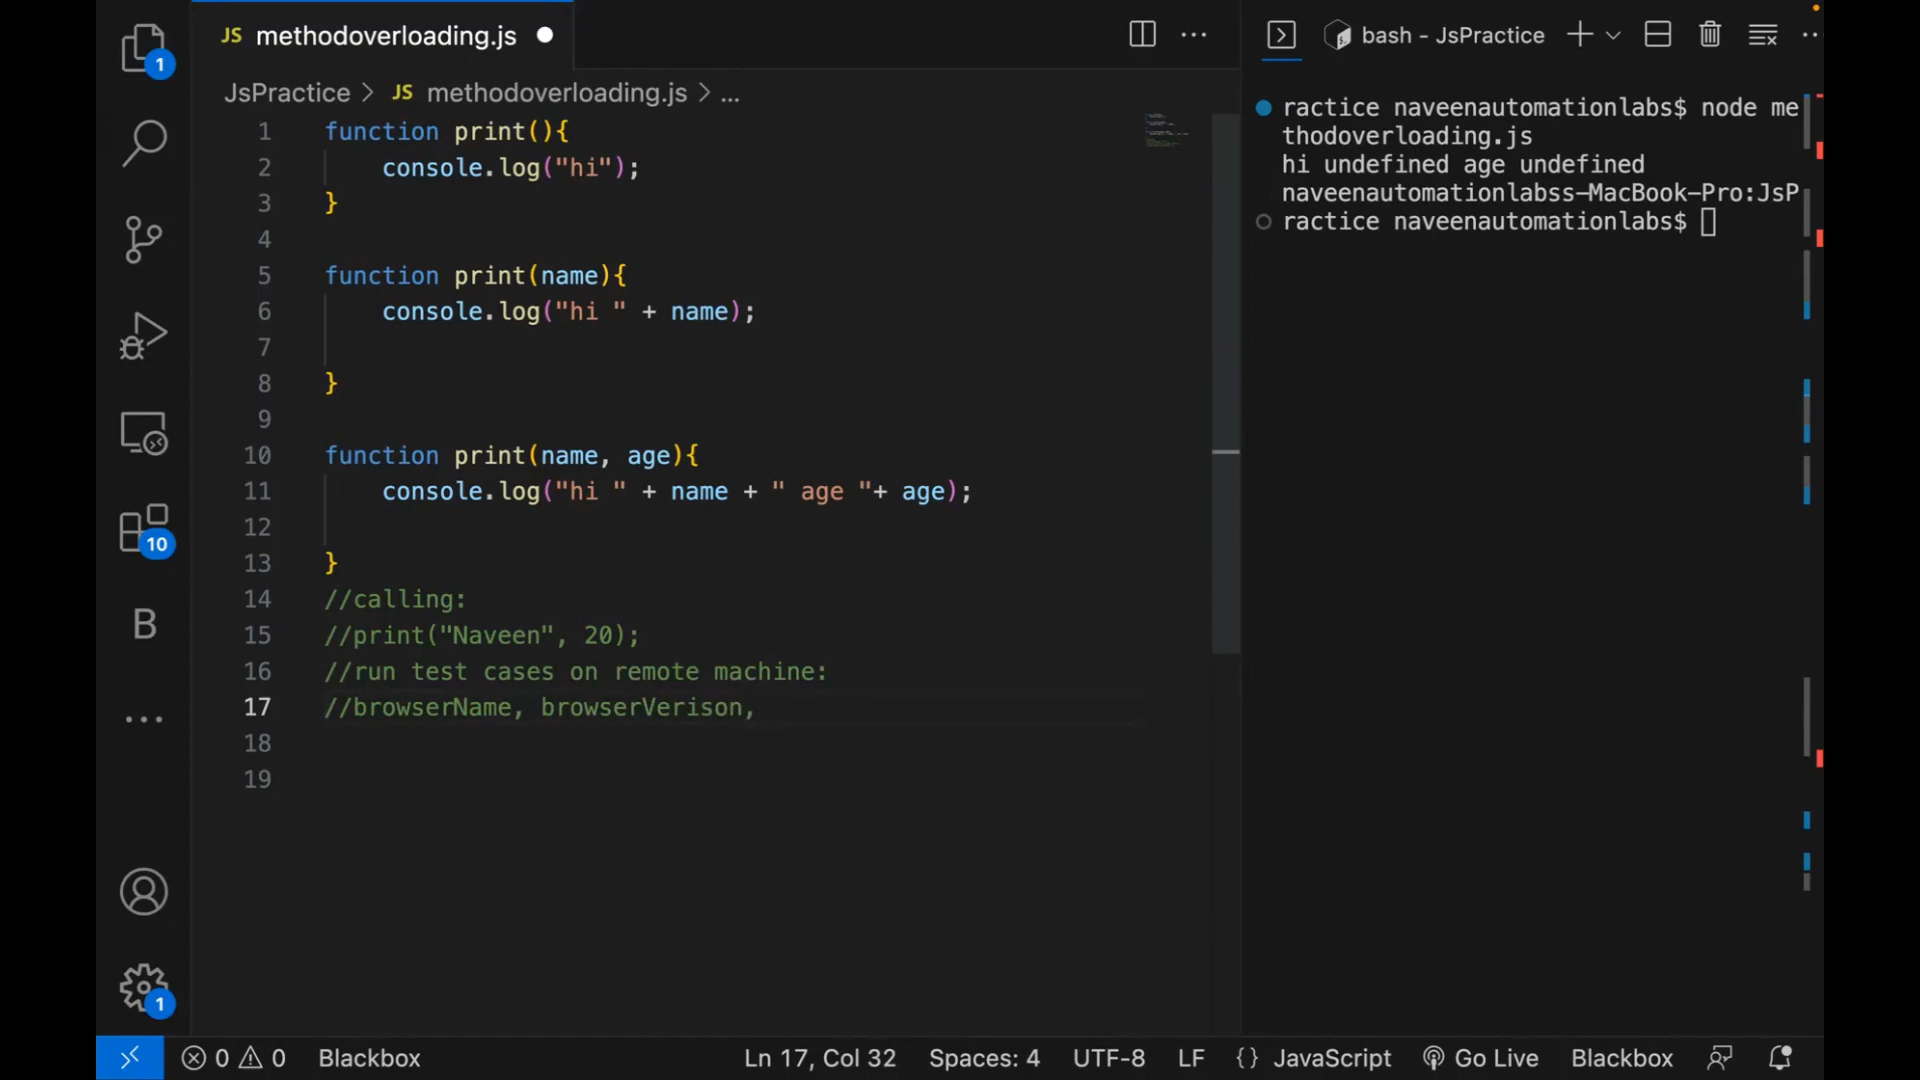 JS methodoverloading.js
JsPractice > JS methodoverloading.js > ...
1 function print(){
2 console.log("hi");
3 }
4
5 function print(name){
6 console.log("hi " + name);
7
8 }
9
10 function print(name, age){
11 console.log("hi " + name + " age "+ age);
12
13 }
14 //calling:
15 //print("Naveen", 20);
16 //run test cases on remote machine:
17 //browserName, browserVerison,
18
19
bash - JsPractice
ractice naveenautomationlabs$ node me
thodoverloading.js
hi undefined age undefined
naveenautomationlabss-MacBook-Pro:JsP
ractice naveenautomationlabs$
1
10
B
1
0 0 Blackbox Ln 17, Col 32 Spaces: 4 UTF-8 LF {} JavaScript Go Live Blackbox